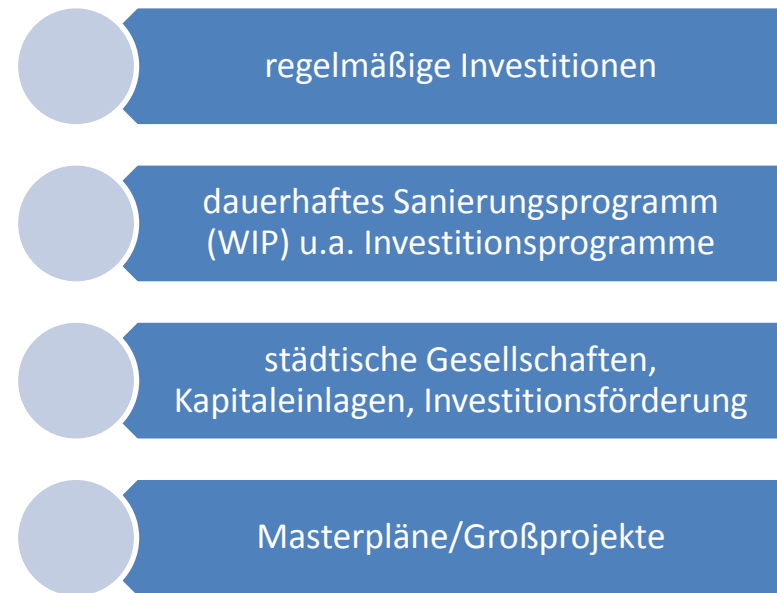 regelmäßige Investitionen
dauerhaftes Sanierungsprogramm
(WIP) u.a. Investitionsprogramme
städtische Gesellschaften,
Kapitaleinlagen, Investitionsförderung
Masterpläne/Großprojekte